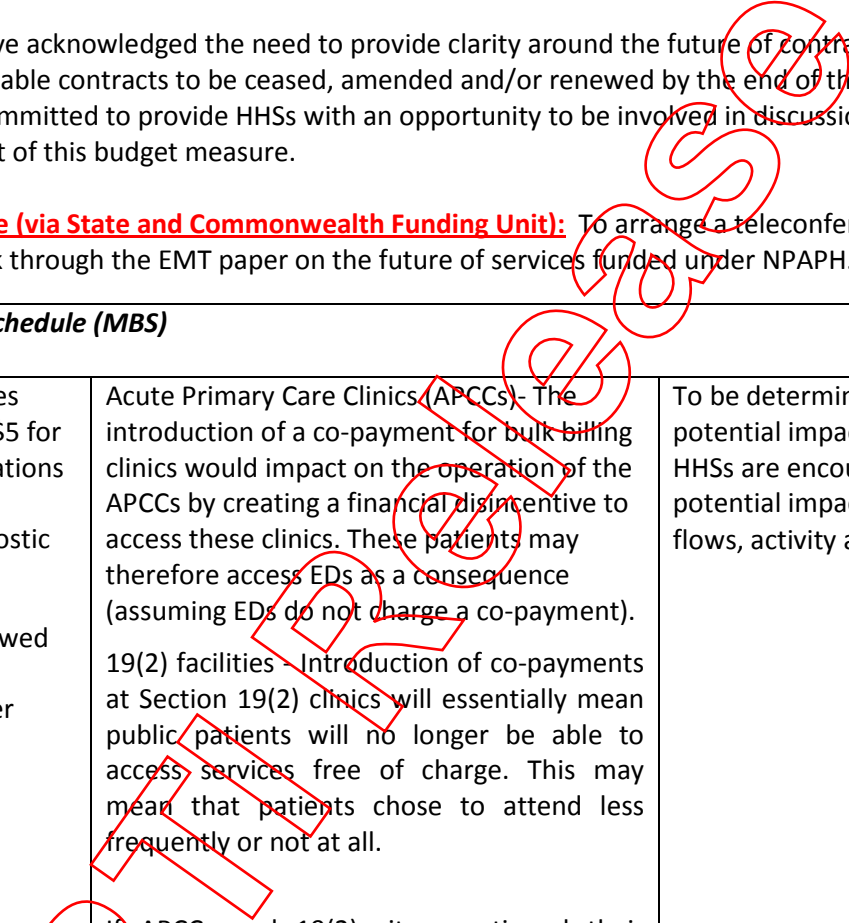 ve acknowledged the need to provide clarity around the future of contra
able contracts to be ceased, amended and/or renewed by the end of th
mmitted to provide HHSs with an opportunity to be involved in discussio
t of this budget measure.
e (via State and Commonwealth Funding Unit): To arrange a teleconfer
k through the EMT paper on the future of services funded under NPAPH.
chedule (MBS)
es
$5 for
ations
ostic
wed
er
Acute Primary Care Clinics (APCCs)- The
introduction of a co-payment for bulk billing
clinics would impact on the operation of the
APCCs by creating a financial disincentive to
access these clinics. These patients may
therefore access EDs as a consequence
(assuming EDs do not charge a co-payment).
19(2) facilities - Introduction of co-payments
at Section 19(2) clinics will essentially mean
public patients will no longer be able to
access services free of charge. This may
mean that patients chose to attend less
frequently or not at all.
To be determin
potential impac
HHSs are encou
potential impac
flows, activity a
TI Release